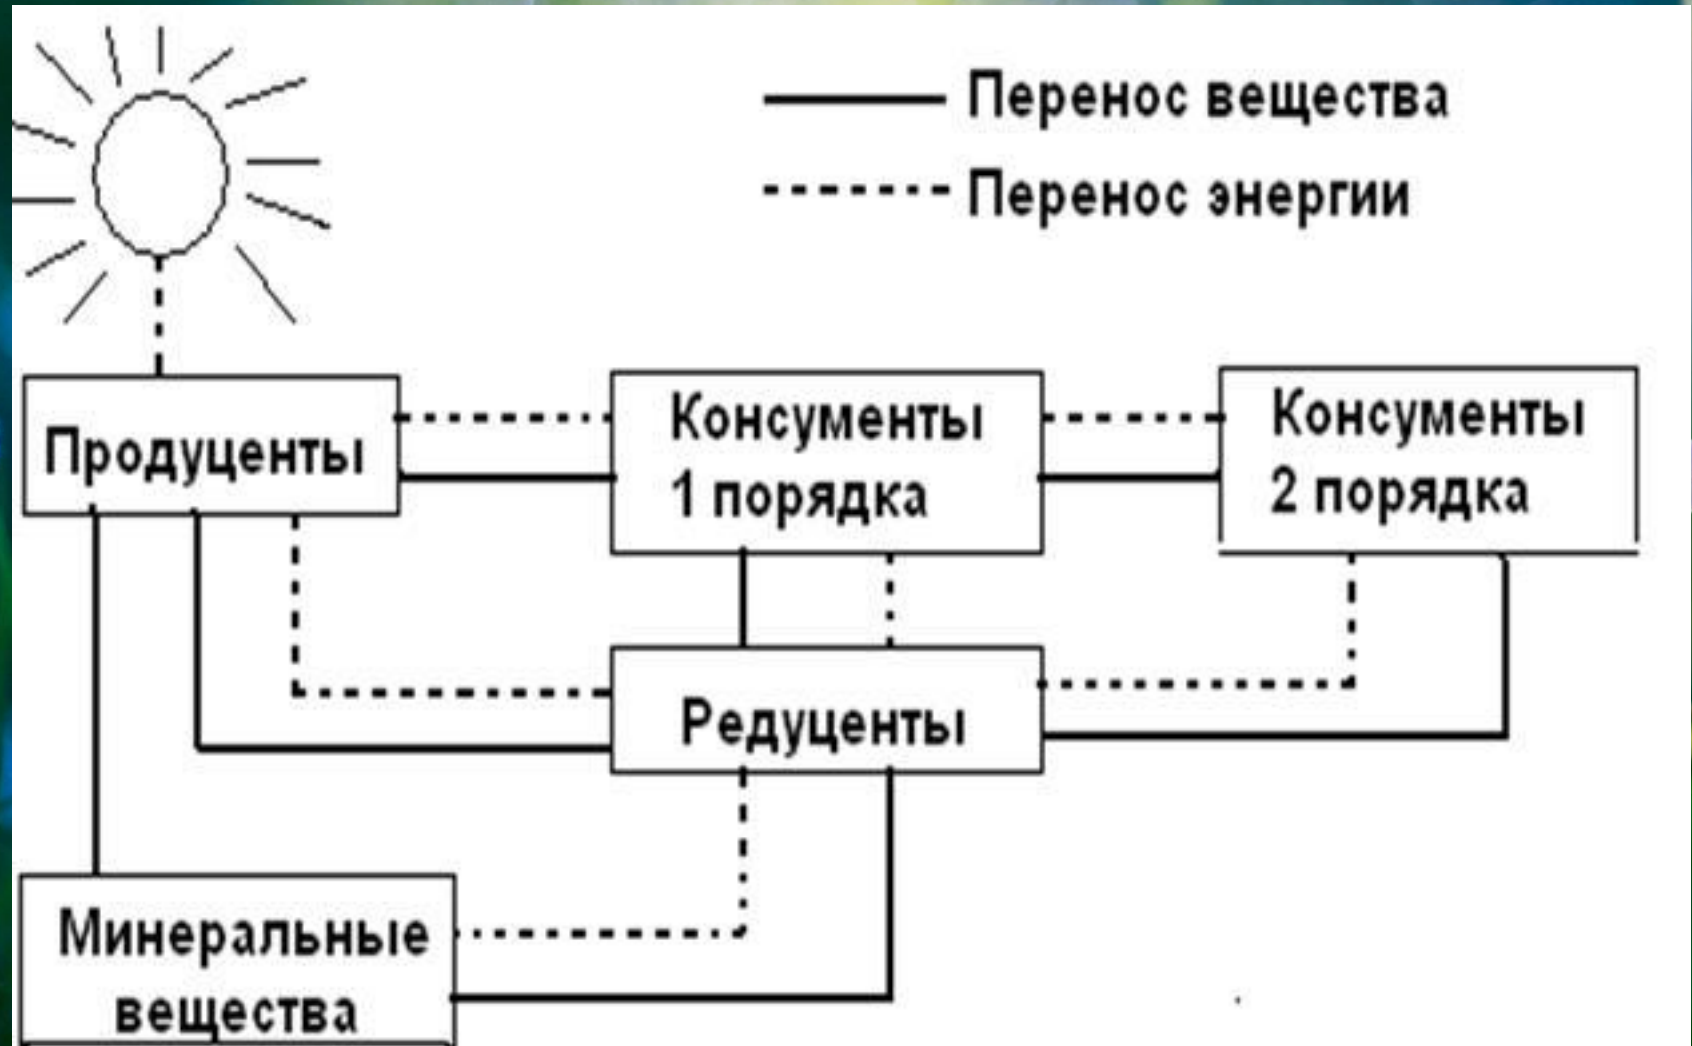 Перенос вещества
Перенос энергии
Продуценты
Консументы
1 порядка
Консументы
2 порядка
Редуценты
Минеральные
вещества